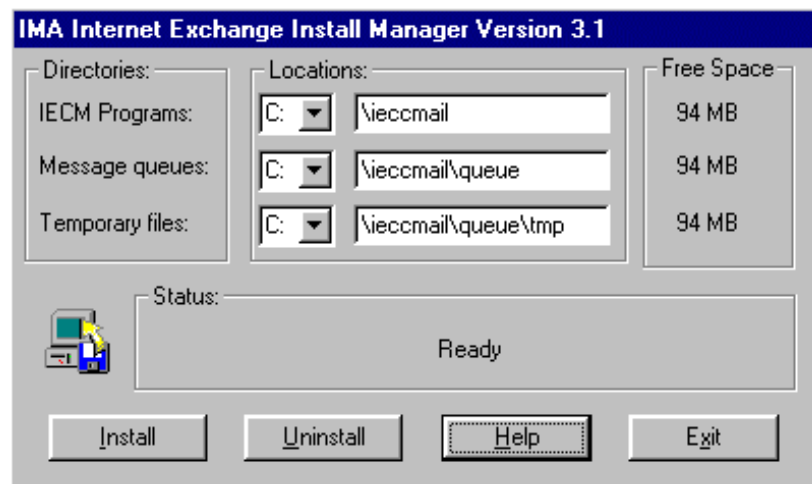 IMA Internet Exchange Install Manager Version 3.1
Directories: Locations: Free Space
IECM Programs: C: \ieccmail 94 MB
Message queues: C: \ieccmail\queue 94 MB
Temporary files: C: \ieccmail\queue\tmp 94 MB
Status:
Ready
Install Uninstall Help Exit